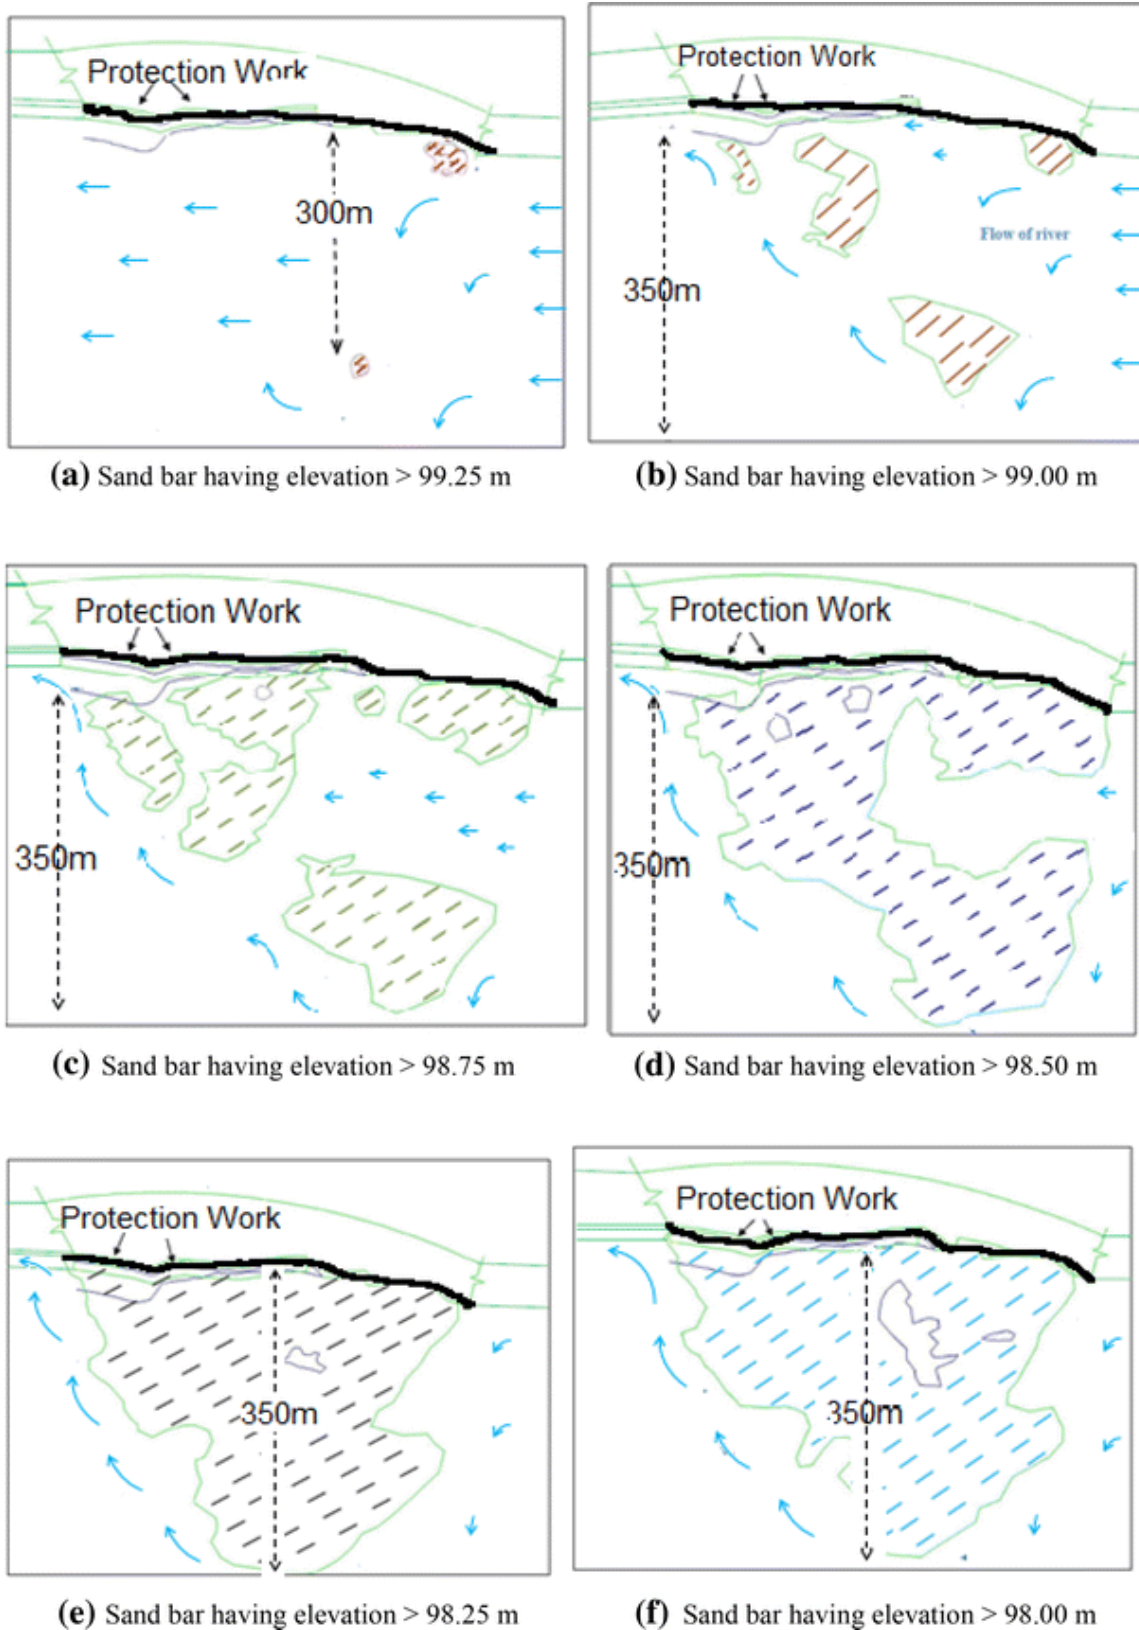 Protection Work
300m
(a) Sand bar having elevation > 99.25 m
Protection Work
Flow of river
350m
(b) Sand bar having elevation > 99.00 m
Protection Work
350m
(c) Sand bar having elevation > 98.75 m
Protection Work
350m
(d) Sand bar having elevation > 98.50 m
Protection Work
350m
(e) Sand bar having elevation > 98.25 m
Protection Work
350m
(f) Sand bar having elevation > 98.00 m